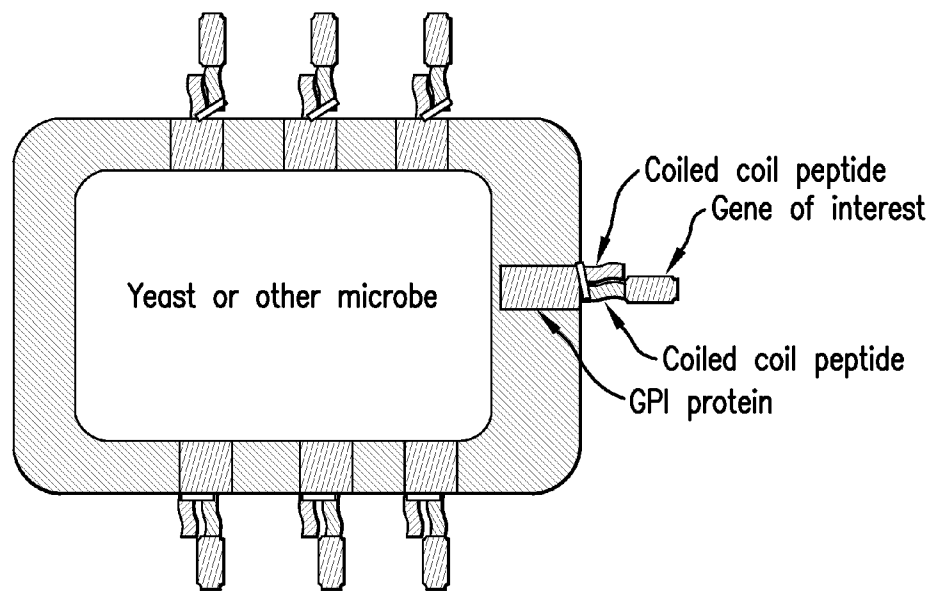 Coiled coil peptide
Gene of interest
Yeast or other microbe
Coiled coil peptide
GPI protein